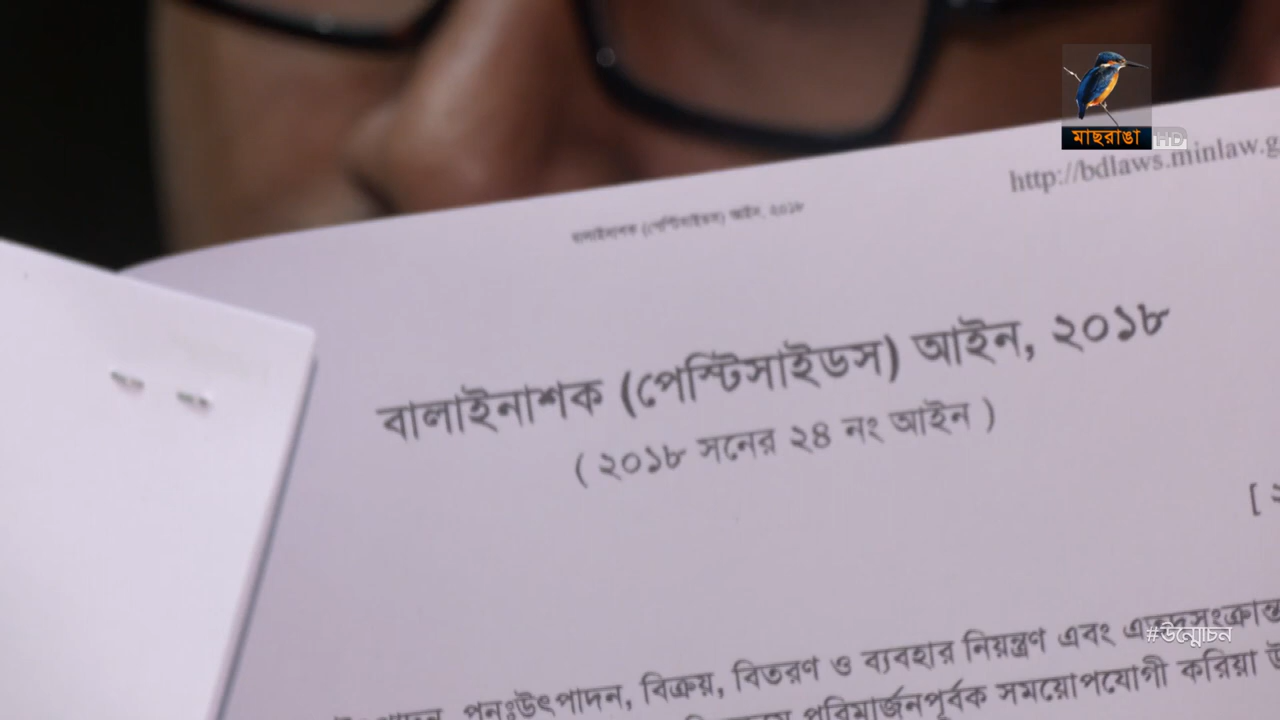 মাছরাঙা HD
http://bdlaws.minlaw.g
বালাইনাশক (পেস্টিসাইডস) আইন, ২০১৮
বালাইনাশক (পেস্টিসাইডস) আইন, ২০১৮
( ২০১৮ সনের ২৪ নং আইন )
[
পুনঃউৎপাদন, বিক্রয়, বিতরণ ও ব্যবহার নিয়ন্ত্রণ এবং
#উন্মোচন
পরিমার্জনপূর্বক সময়োপযোগী করিয়া